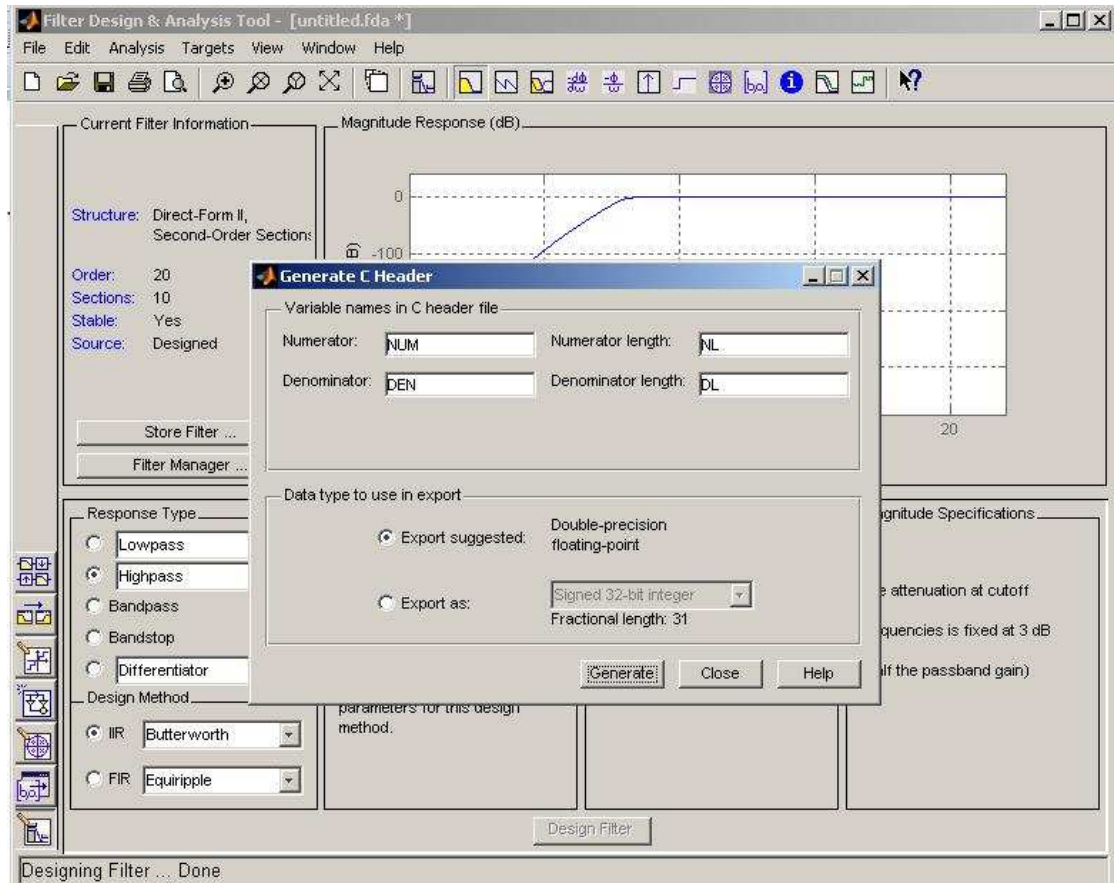 Filter Design & Analysis Tool - [untitled.fda *]
File Edit Analysis Targets View Window Help
Current Filter Information
Structure: Direct-Form II,
Second-Order Sections
Order: 20
Sections: 10
Stable: Yes
Source: Designed
Store Filter ...
Filter Manager ...
Magnitude Response (dB)
0
-100
20
Generate C Header
Variable names in C header file
Numerator: NUM Numerator length: NL
Denominator: DEN Denominator length: DL
Data type to use in export
Export suggested: Double-precision
floating-point
Export as: Signed 32-bit integer
Fractional length: 31
Generate Close Help
Response Type
Lowpass
Highpass
Bandpass
Bandstop
Differentiator
Design Method
IIR Butterworth
FIR Equiripple
parameters for this design
method.
Specifications
attenuation at cutoff
is fixed at 3 dB
the passband gain)
Design Filter
Designing Filter ... Done